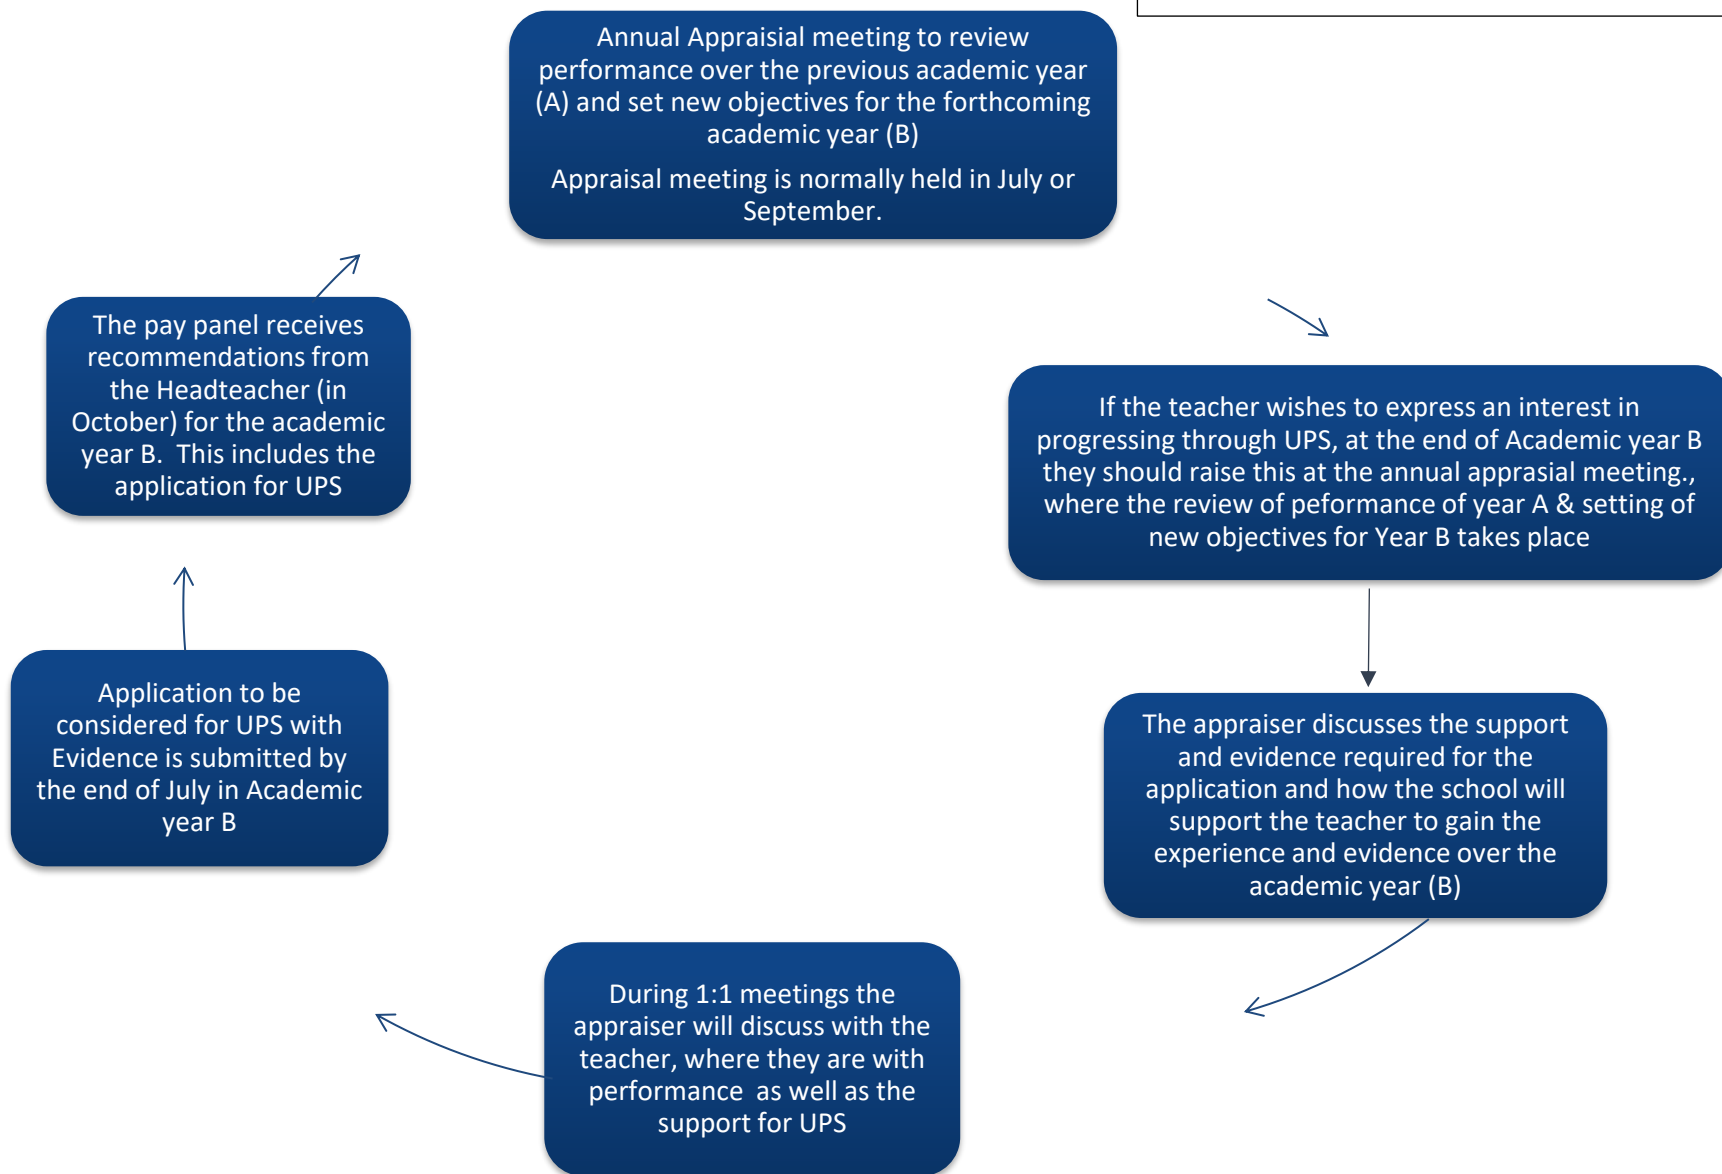 Annual Appraisial meeting to review
performance over the previous academic year
(A) and set new objectives for the forthcoming
academic year (B)
Appraisal meeting is normally held in July or
September.
If the teacher wishes to express an interest in
progressing through UPS, at the end of Academic year B
they should raise this at the annual apprasial meeting.,
where the review of peformance of year A & setting of
new objectives for Year B takes place
The appraiser discusses the support
and evidence required for the
application and how the school will
support the teacher to gain the
experience and evidence over the
academic year (B)
During 1:1 meetings the
appraiser will discuss with the
teacher, where they are with
performance  as well as the
support for UPS
Application to be
considered for UPS with
Evidence is submitted by
the end of July in Academic
year B
The pay panel receives
recommendations from
the Headteacher (in
October) for the academic
year B.  This includes the
application for UPS